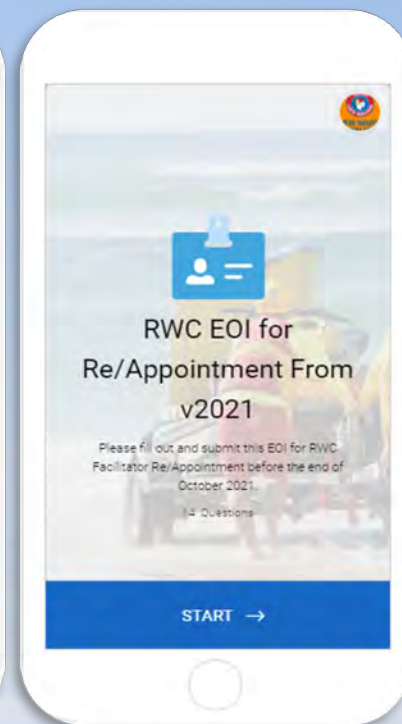 RWC EOI for
Re/Appointment From
v2021
Please fill out and submit this EOI for RWC
Facilitator Re/Appointment before the end of
October 2021.
14 Questions
START →